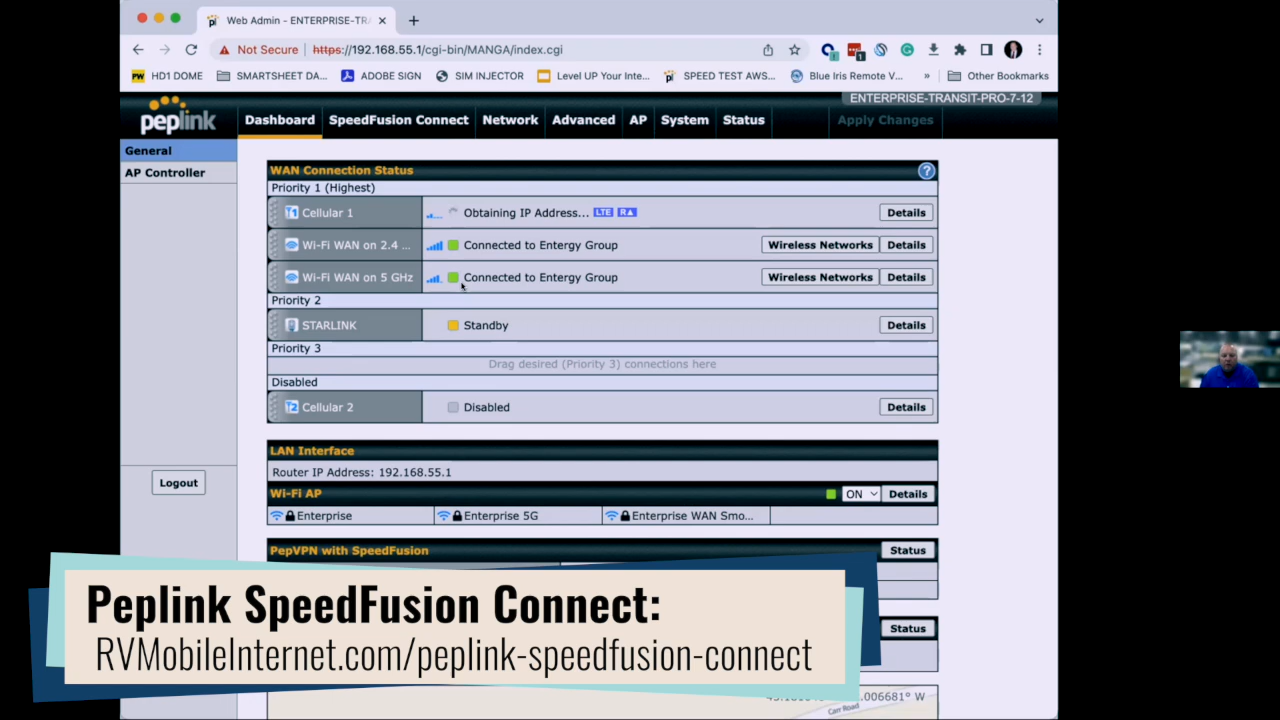 Web Admin - ENTERPRISE-TRA
Not Secure https://192.168.55.1/cgi-bin/MANGA/index.cgi
HD1 DOME SMARTSHEET DA... ADOBE SIGN SIM INJECTOR Level UP Your Inte... SPEED TEST AWS... Blue Iris Remote V... » Other Bookmarks
ENTERPRISE-TRANSIT-PRO-7-12
peplink Dashboard SpeedFusion Connect Network Advanced AP System Status Apply Changes
General
AP Controller
Logout
WAN Connection Status
Priority 1 (Highest)
Cellular 1 Obtaining IP Address... LTE Details
Wi-Fi WAN on 2.4 ... Connected to Entergy Group Wireless Networks Details
Wi-Fi WAN on 5 GHz Connected to Entergy Group Wireless Networks Details
Priority 2
STARLINK Standby Details
Priority 3
Drag desired (Priority 3) connections here
Disabled
Cellular 2 Disabled Details
LAN Interface
Router IP Address: 192.168.55.1
Wi-Fi AP ON Details
Enterprise Enterprise 5G Enterprise WAN Smo...
PepVPN with SpeedFusion Status
Status
Peplink SpeedFusion Connect:
RVMobileInternet.com/peplink-speedfusion-connect
.006681° W
Carr Road